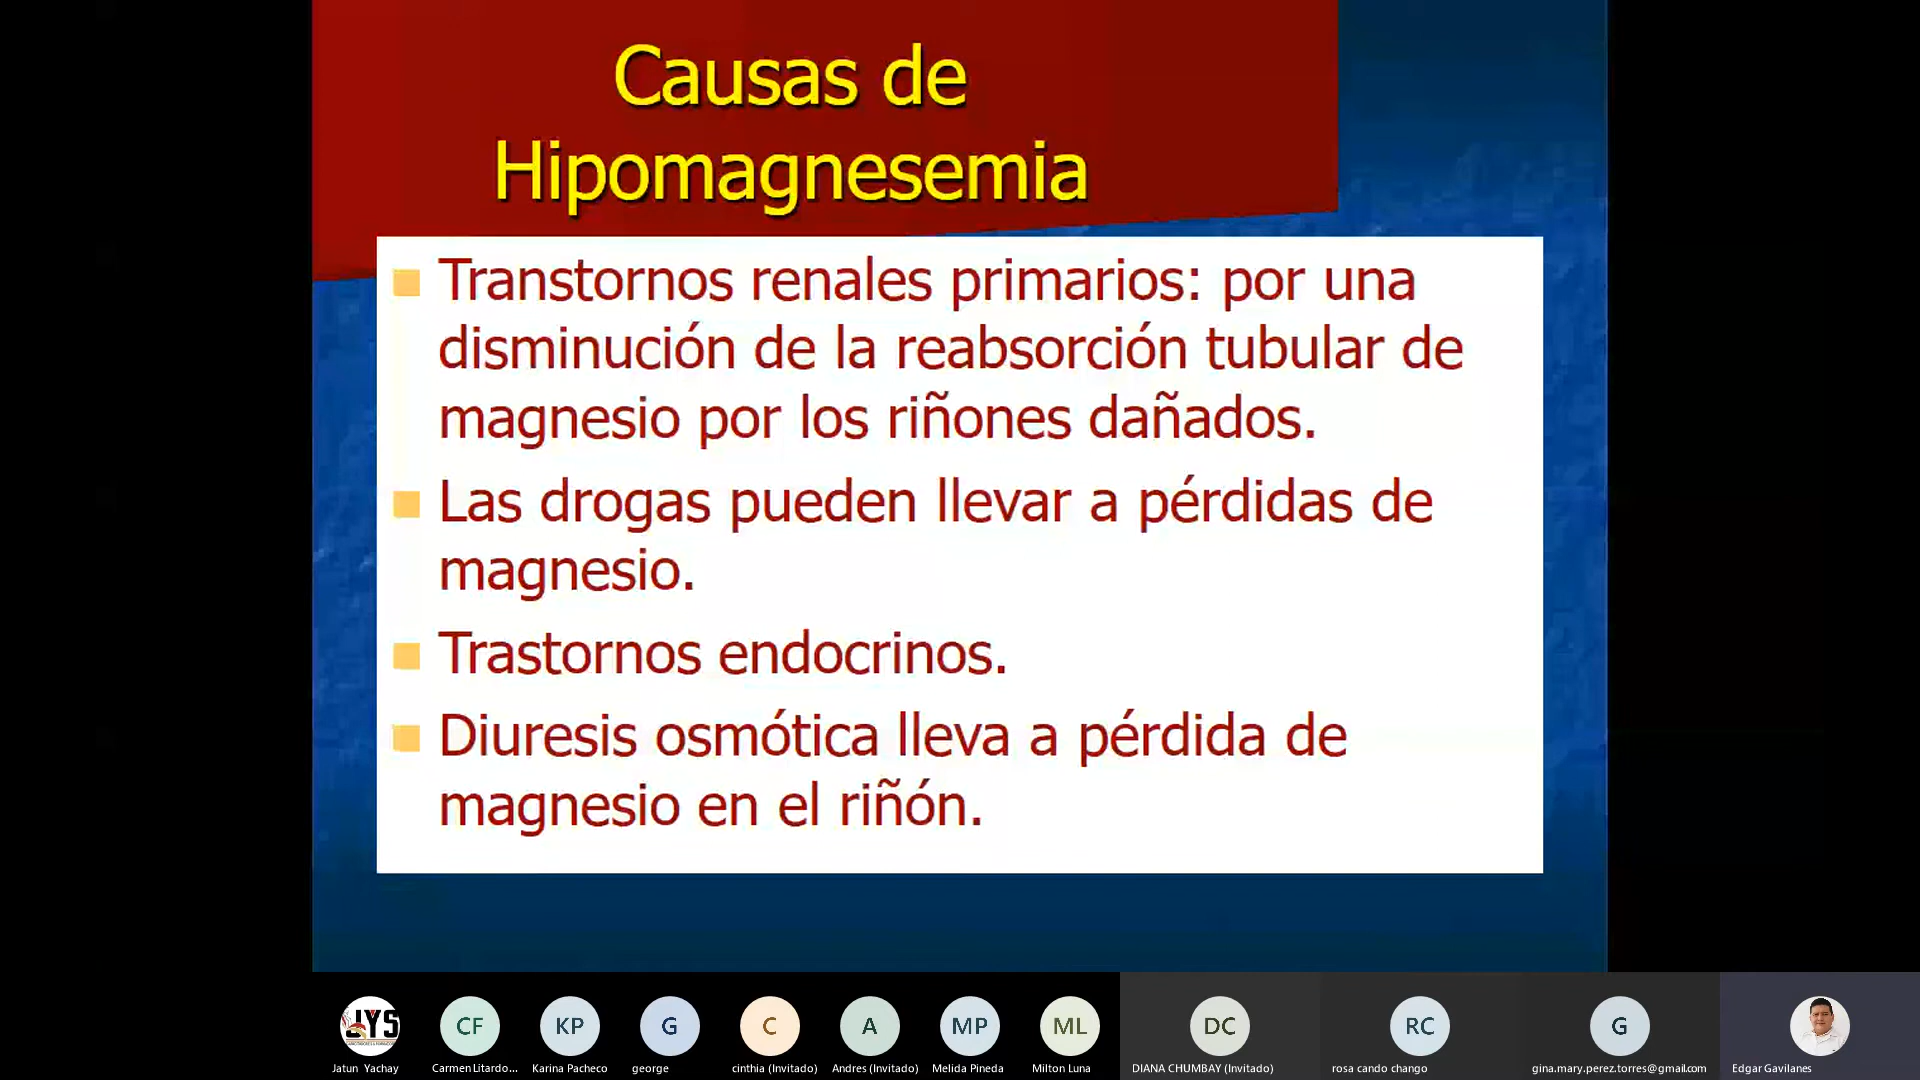 Causas de
Hipomagnesemia
Transtornos renales primarios: por una
disminución de la reabsorción tubular de
magnesio por los riñones dañados.
Las drogas pueden llevar a pérdidas de
magnesio.
Trastornos endocrinos.
Diuresis osmótica lleva a pérdida de
magnesio en el riñón.
JYS
CF
KP
G
C
A
MP
ML
DC
RC
G
Jatun Yachay
Carmen Litardo...
Karina Pacheco
george
cinthia (Invitado)
Andres (Invitado)
Melida Pineda
Milton Luna
DIANA CHUMBAY (Invitado)
rosa cando chango
gina.mary.perez.torres@gmail.com
Edgar Gavilanes